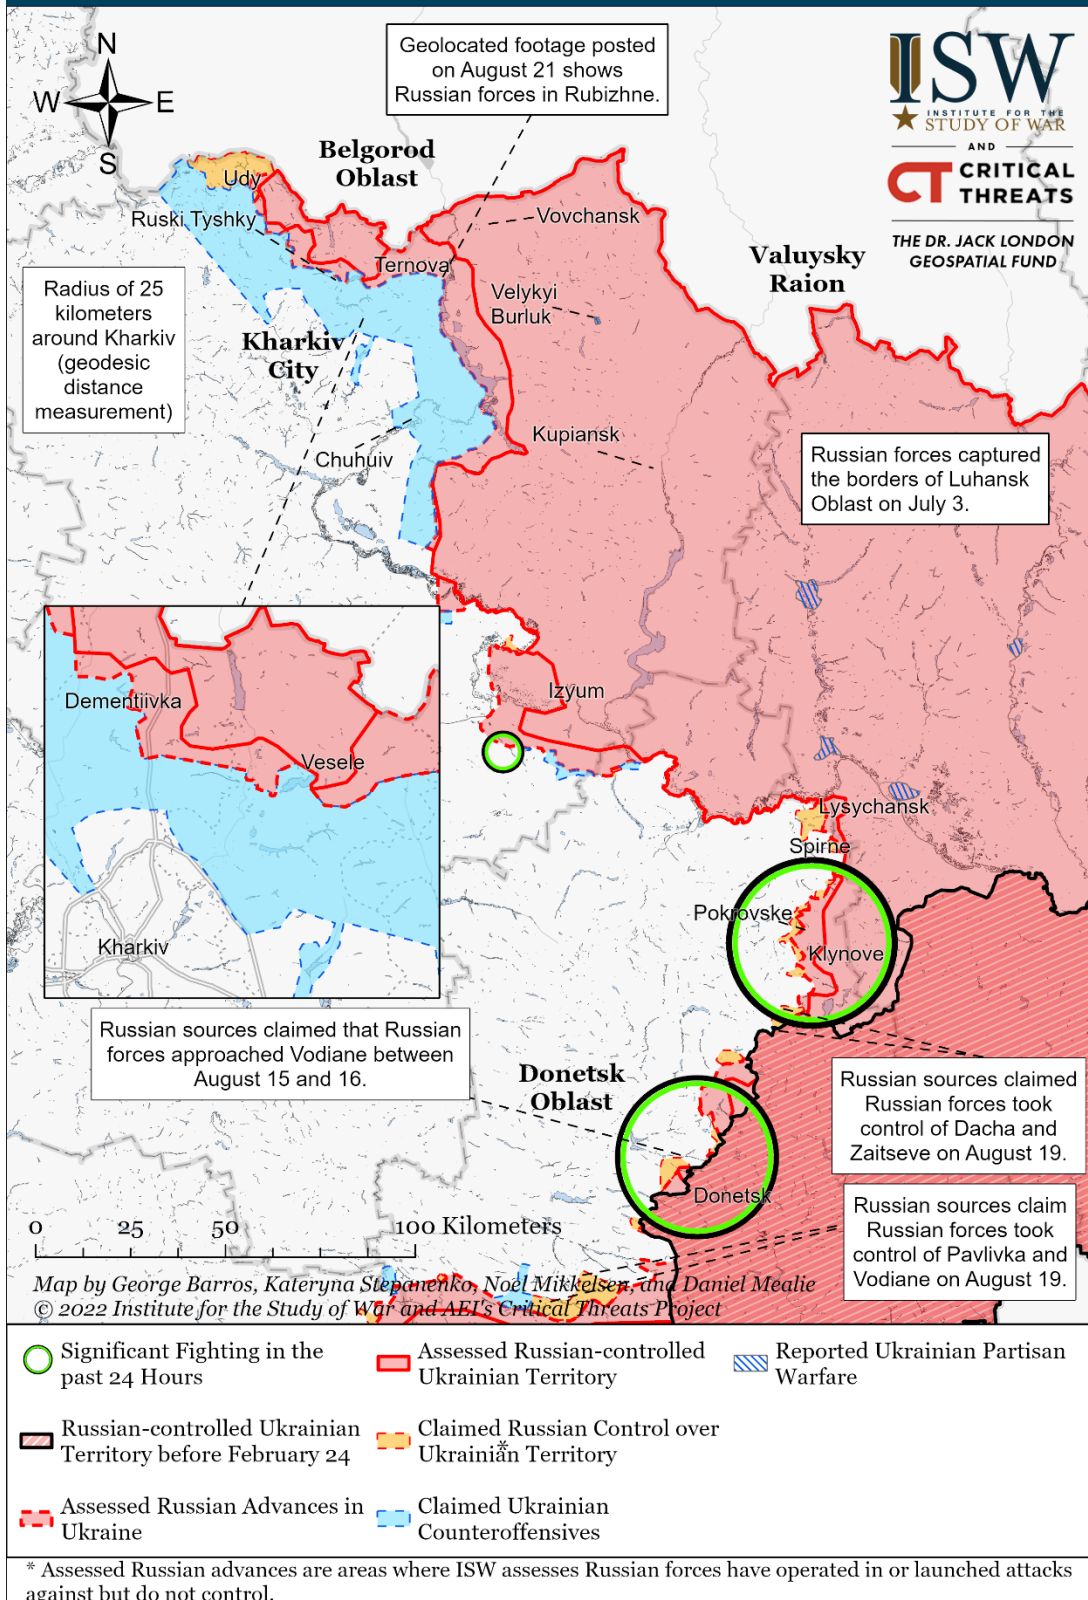 N
W
E
S
Geolocated footage posted
on August 21 shows
Russian forces in Rubizhne.
ISW
INSTITUTE FOR THE
STUDY OF WAR
AND
CT CRITICAL
THREATS
THE DR. JACK LONDON
GEOSPATIAL FUND
Belgorod
Oblast
Udy
Ruski Tyshky
Vovchansk
Ternova
Valuysky
Raion
Radius of 25
kilometers
around Kharkiv
(geodesic
distance
measurement)
Velykyi
Burluk
Kharkiv
City
Kupiansk
Chuhuiv
Russian forces captured
the borders of Luhansk
Oblast on July 3.
Dementiivka
Vesele
Kharkiv
Izyum
Lysychansk
Spirne
Pokrovske
Klynove
Russian sources claimed that Russian
forces approached Vodiane between
August 15 and 16.
Donetsk
Oblast
Russian sources claimed
Russian forces took
control of Dacha and
Zaitseve on August 19.
Donetsk
Russian sources claim
Russian forces took
control of Pavlivka and
Vodiane on August 19.
0 25 50 100 Kilometers
Map by George Barros, Kateryna Stepanenko, Noel Mikkelsen, and Daniel Mealie
© 2022 Institute for the Study of War and AEI's Critical Threats Project
Significant Fighting in the
past 24 Hours
Assessed Russian-controlled
Ukrainian Territory
Reported Ukrainian Partisan
Warfare
Russian-controlled Ukrainian
Territory before February 24
Claimed Russian Control over
Ukrainian Territory
*
Assessed Russian Advances in
Ukraine
Claimed Ukrainian
Counteroffensives
* Assessed Russian advances are areas where ISW assesses Russian forces have operated in or launched attacks
against but do not control.